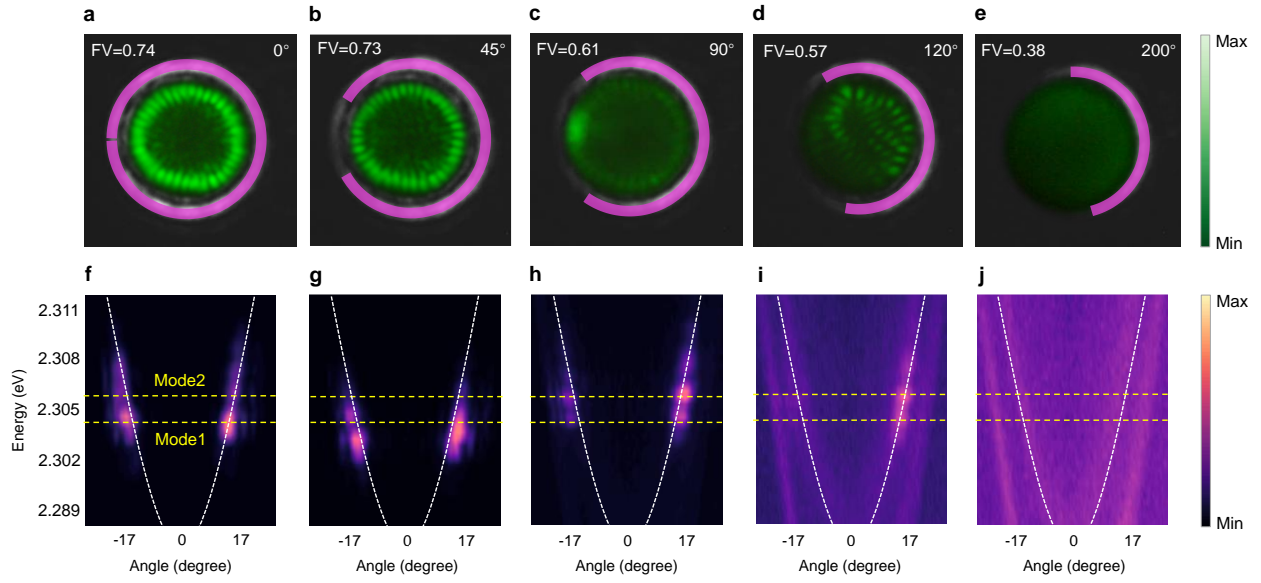 a b c d e
FV=0.74 0° FV=0.73 45° FV=0.61 90° FV=0.57 120° FV=0.38 200° Max
Min
f g h i j
2.311 Max
2.308
Mode2
2.305
Mode1
2.302
2.289 Min
Energy (eV)
-17 0 17 -17 0 17 -17 0 17 -17 0 17 -17 0 17
Angle (degree) Angle (degree) Angle (degree) Angle (degree) Angle (degree)